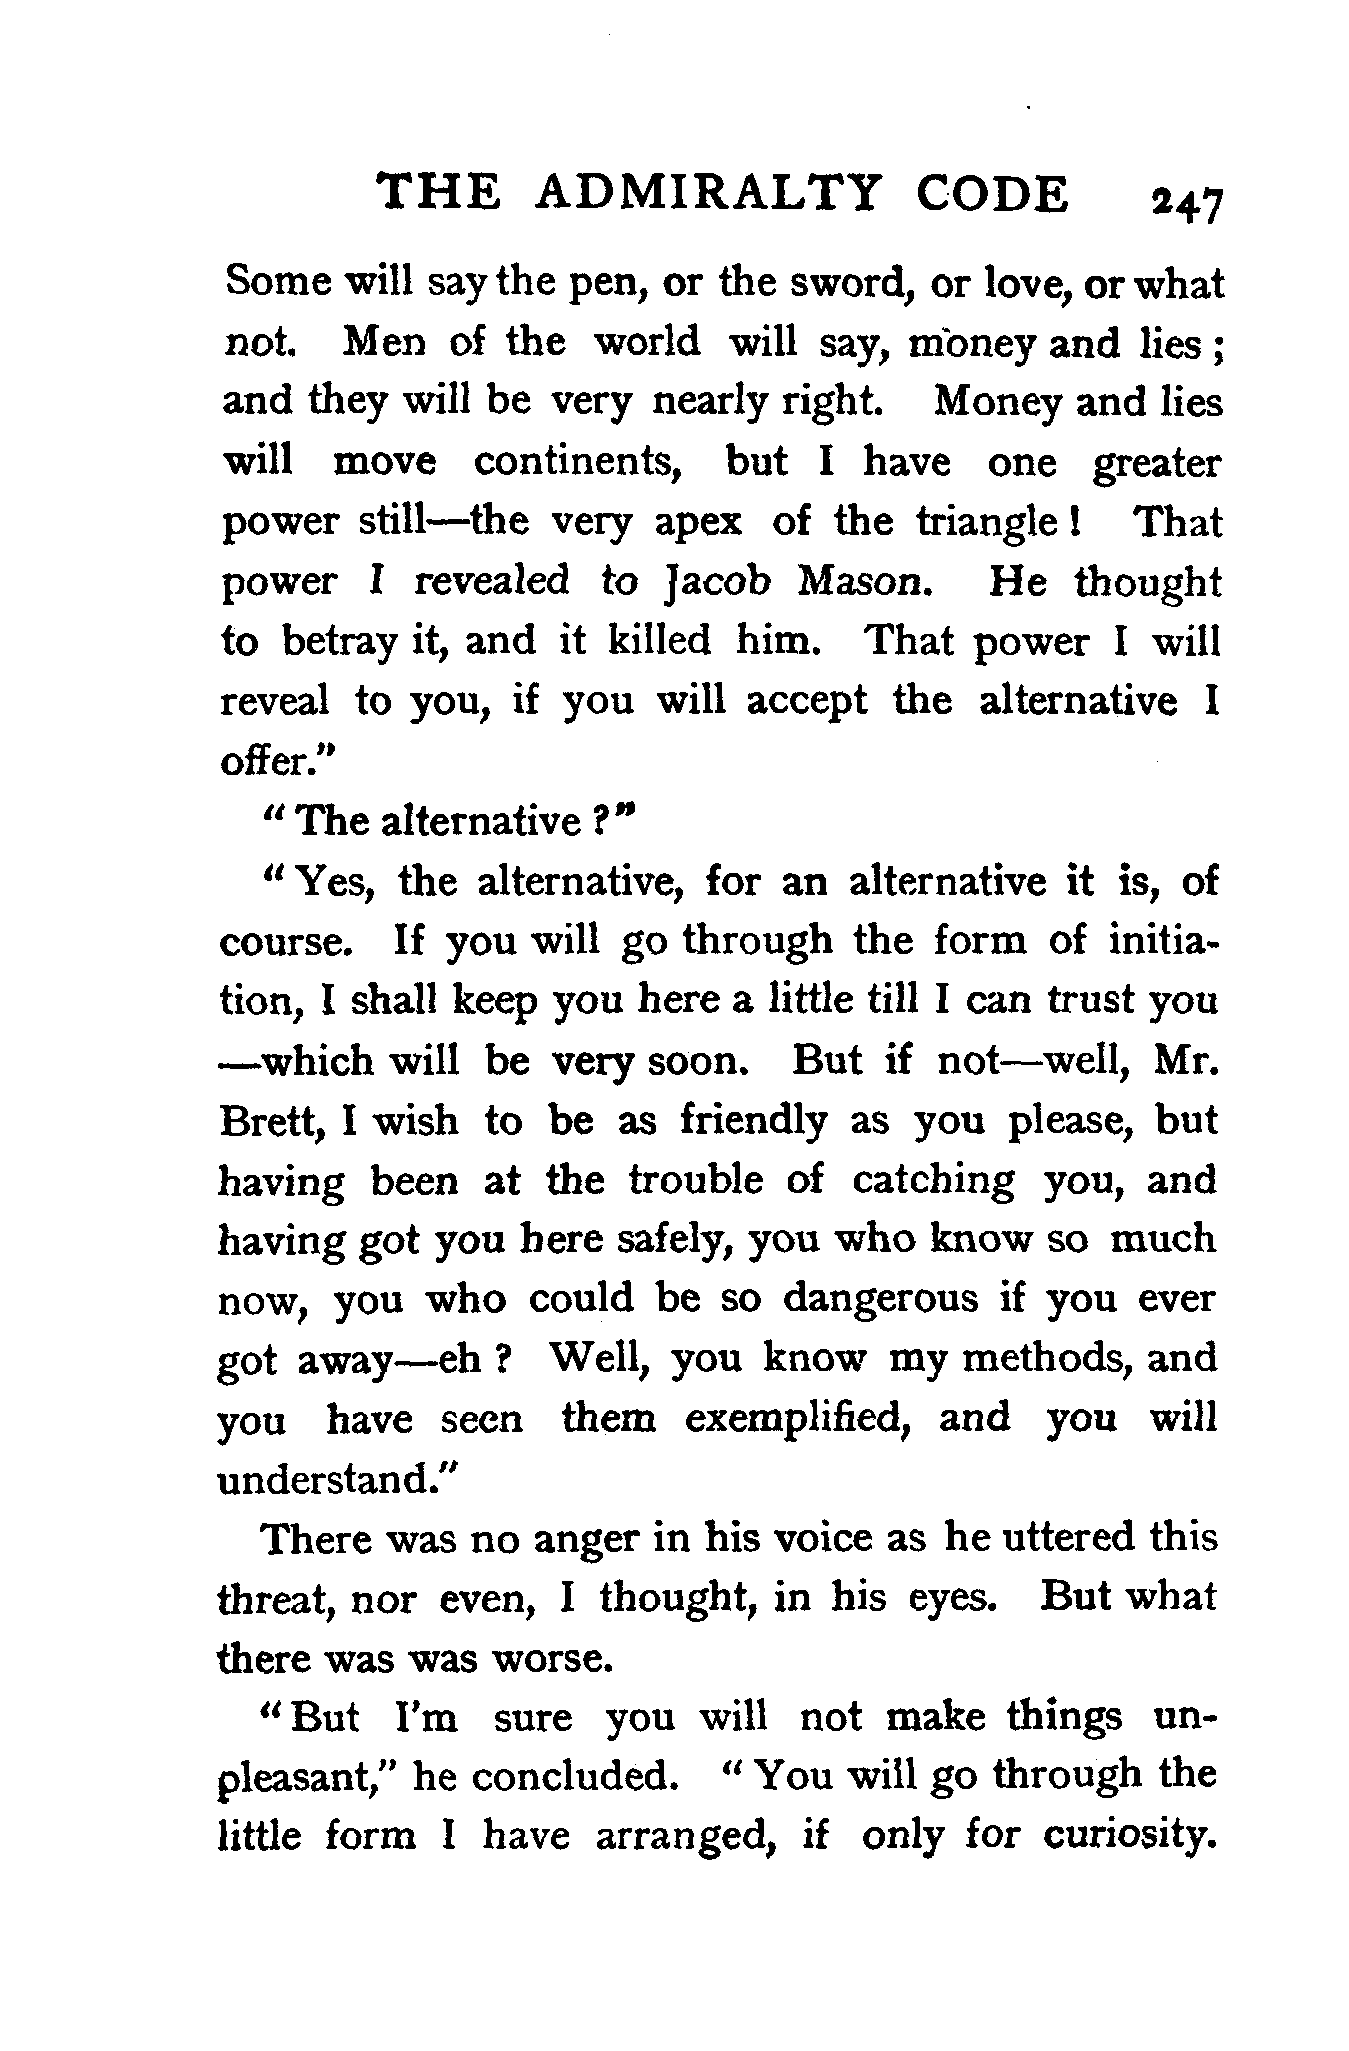 THE ADMIRALTY CODE 247
Some will say the pen, or the sword, or love, or what
not. Men of the world will say, money and lies ;
and they will be very nearly right. Money and lies
will move continents, but I have one greater
power still—the very apex of the triangle ! That
power I revealed to Jacob Mason. He thought
to betray it, and it killed him. That power I will
reveal to you, if you will accept the alternative I
offer."
" The alternative ?"
" Yes, the alternative, for an alternative it is, of
course. If you will go through the form of initia-
tion, I shall keep you here a little till I can trust you
—which will be very soon. But if not—well, Mr.
Brett, I wish to be as friendly as you please, but
having been at the trouble of catching you, and
having got you here safely, you who know so much
now, you who could be so dangerous if you ever
got away—eh ? Well, you know my methods, and
you have seen them exemplified, and you will
understand."
There was no anger in his voice as he uttered this
threat, nor even, I thought, in his eyes. But what
there was was worse.
" But I'm sure you will not make things un-
pleasant," he concluded. " You will go through the
little form I have arranged, if only for curiosity.